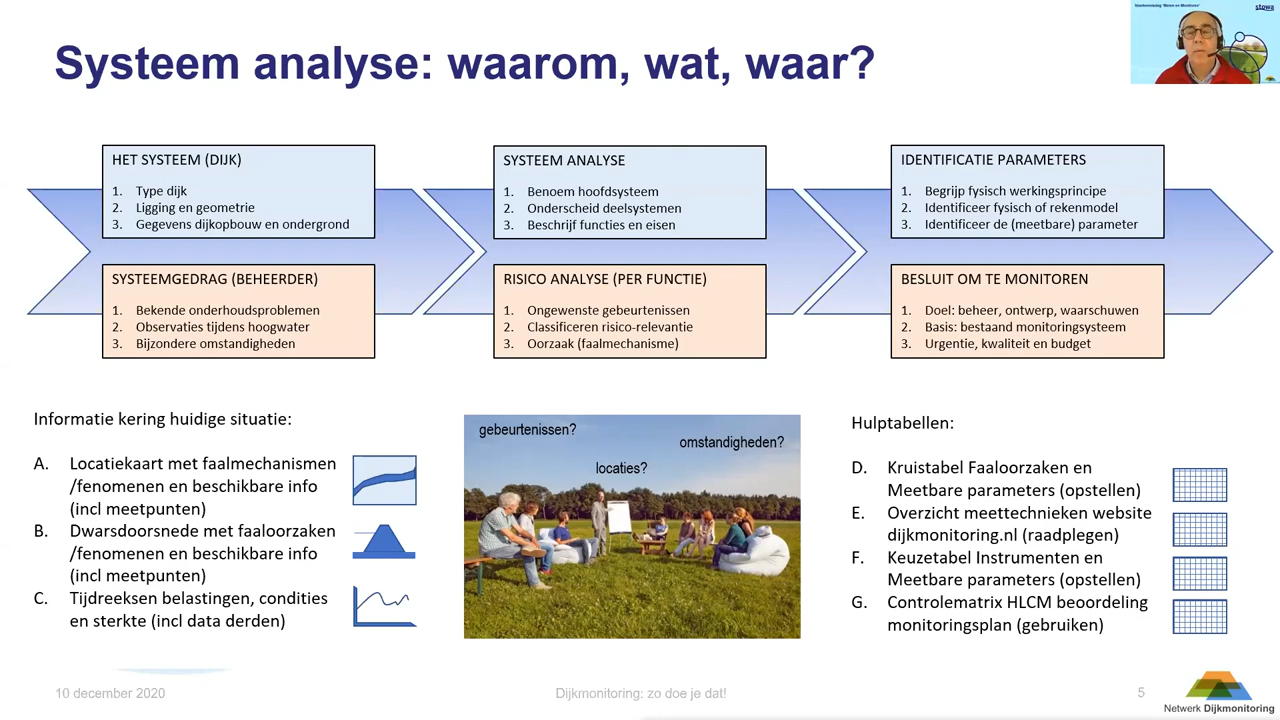 Voorverkenning 'Meten en Monitoren'
stowa
Systeem analyse: waarom, wat, waar?
HET SYSTEEM (DIJK)
1. Type dijk
2. Ligging en geometrie
3. Gegevens dijkopbouw en ondergrond
SYSTEEM ANALYSE
1. Benoem hoofdsysteem
2. Onderscheid deelsystemen
3. Beschrijf functies en eisen
IDENTIFICATIE PARAMETERS
1. Begrijp fysisch werkingsprincipe
2. Identificeer fysisch of rekenmodel
3. Identificeer de (meetbare) parameter
SYSTEEMGEDRAG (BEHEERDER)
1. Bekende onderhoudsproblemen
2. Observaties tijdens hoogwater
3. Bijzondere omstandigheden
RISICO ANALYSE (PER FUNCTIE)
1. Ongewenste gebeurtenissen
2. Classificeren risico-relevantie
3. Oorzaak (faalmechanisme)
BESLUIT OM TE MONITOREN
1. Doel: beheer, ontwerp, waarschuwen
2. Basis: bestaand monitoringsysteem
3. Urgentie, kwaliteit en budget
Informatie kering huidige situatie:
A. Locatiekaart met faalmechanismen
/fenomenen en beschikbare info
(incl meetpunten)
B. Dwarsdoorsnede met faaloorzaken
/fenomenen en beschikbare info
(incl meetpunten)
C. Tijdreeksen belastingen, condities
en sterkte (incl data derden)
gebeurtenissen?
omstandigheden?
locaties?
Hulptabellen:
D. Kruistabel Faaloorzaken en
Meetbare parameters (opstellen)
E. Overzicht meettechnieken website
dijkmonitoring.nl (raadplegen)
F. Keuzetabel Instrumenten en
Meetbare parameters (opstellen)
G. Controlematrix HLCM beoordeling
monitoringsplan (gebruiken)
10 december 2020
Dijkmonitoring: zo doe je dat!
5
Netwerk Dijkmonitoring